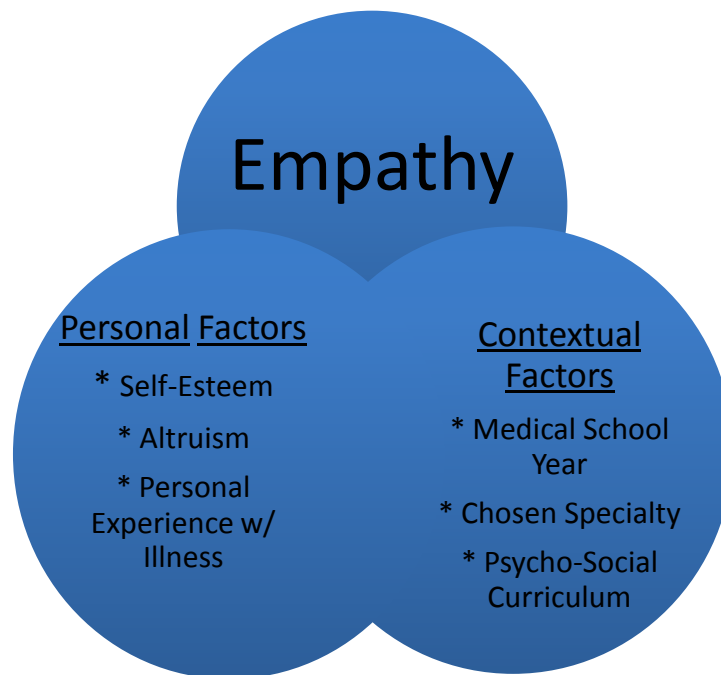 Empathy
Personal Factors
* Self-Esteem
* Altruism
* Personal
Experience w/
Illness
Contextual
Factors
* Medical School
Year
* Chosen Specialty
* Psycho-Social
Curriculum